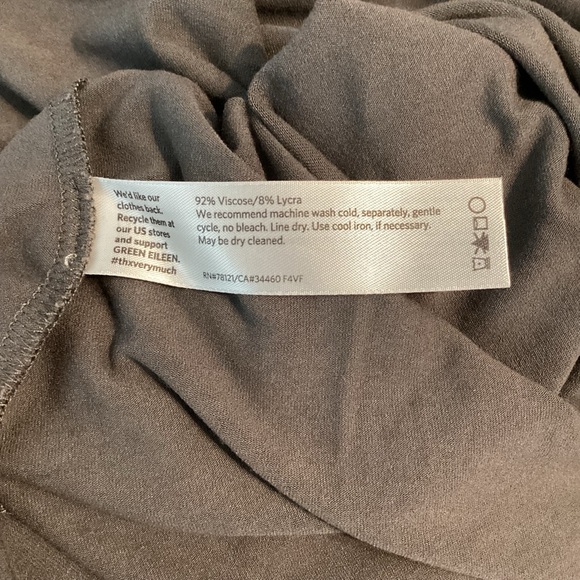 We'd like our
clothes back.
Recycle them at
our US stores
and support
GREEN EILEEN.
#thxverymuch
92% Viscose/8% Lycra
We recommend machine wash cold, separately, gentle
cycle, no bleach. Line dry. Use cool iron, if necessary.
May be dry cleaned.
RN#78121/CA#34460 F4VF